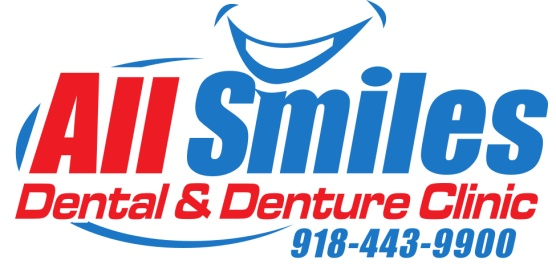 All Smiles
Dental & Denture Clinic
918-443-9900